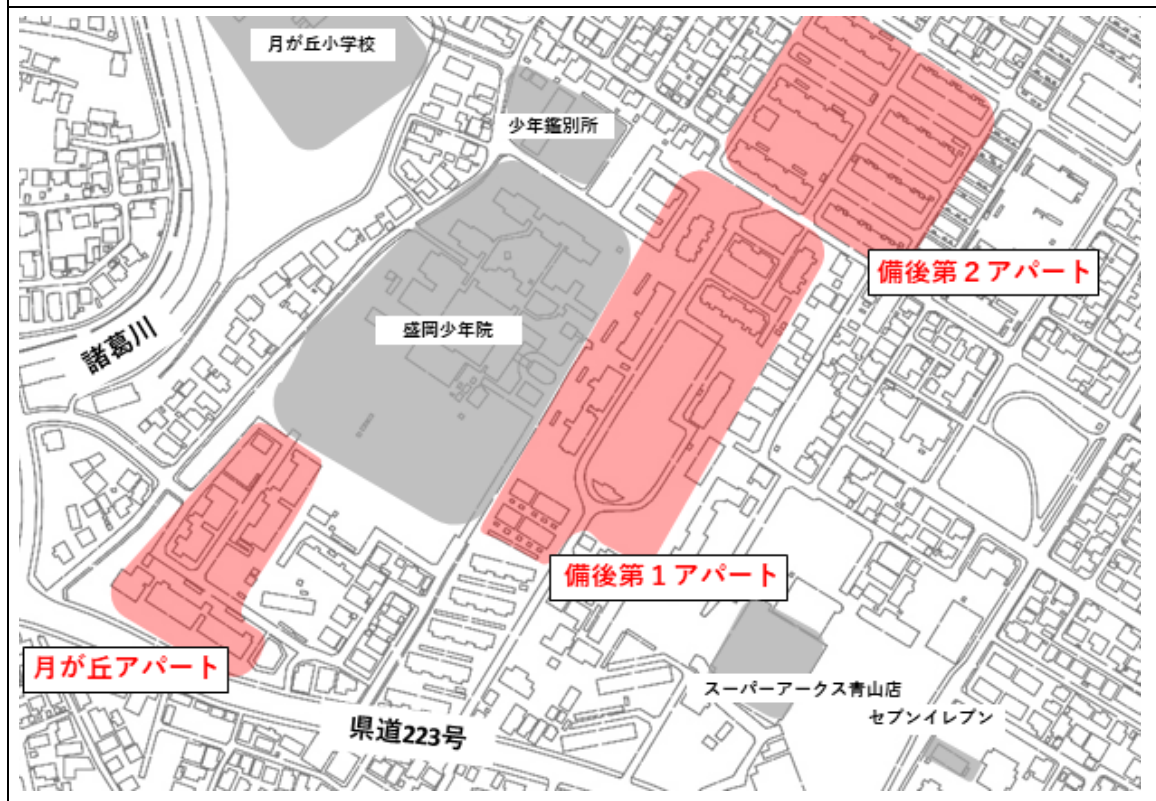 月が丘小学校
少年鑑別所
備後第2アパート
盛岡少年院
諸葛川
備後第1アパート
月が丘アパート
スーパーアークス青山店
セブンイレブン
県道223号